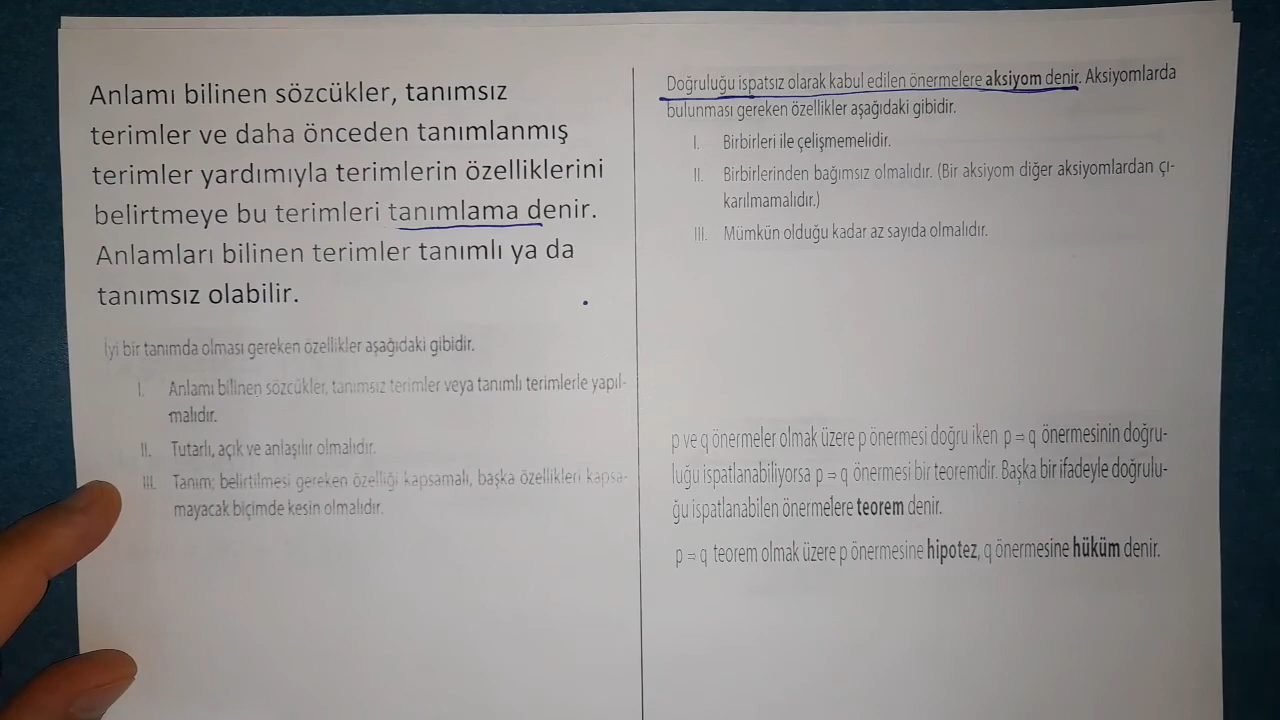 Anlamı bilinen sözcükler, tanımsız
terimler ve daha önceden tanımlanmış
terimler yardımıyla terimlerin özelliklerini
belirtmeye bu terimleri tanımlama denir.
Anlamları bilinen terimler tanımlı ya da
tanımsız olabilir.
İyi bir tanımda olması gereken özellikler aşağıdaki gibidir.
I. Anlamı bilinen sözcükler, tanımsız terimler veya tanımlı terimlerle yapıl-
malıdır.
II. Tutarlı, açık ve anlaşılır olmalıdır.
III. Tanım; belirtilmesi gereken özelliği kapsamalı, başka özellikleri kapsa-
mayacak biçimde kesin olmalıdır.
Doğruluğu ispatsız olarak kabul edilen önermelere aksiyom denir. Aksiyomlarda
bulunması gereken özellikler aşağıdaki gibidir.
I. Birbirleri ile çelişmemelidir.
II. Birbirlerinden bağımsız olmalıdır. (Bir aksiyom diğer aksiyomlardan çı-
karılmamalıdır.)
III. Mümkün olduğu kadar az sayıda olmalıdır.
p ve q önermeler olmak üzere p önermesi doğru iken p ⇒ q önermesinin doğru-
luğu ispatlanabiliyorsa p ⇒ q önermesi bir teoremdir. Başka bir ifadeyle doğrulu-
ğu ispatlanabilen önermelere teorem denir.
p ⇒ q teorem olmak üzere p önermesine hipotez, q önermesine hüküm denir.